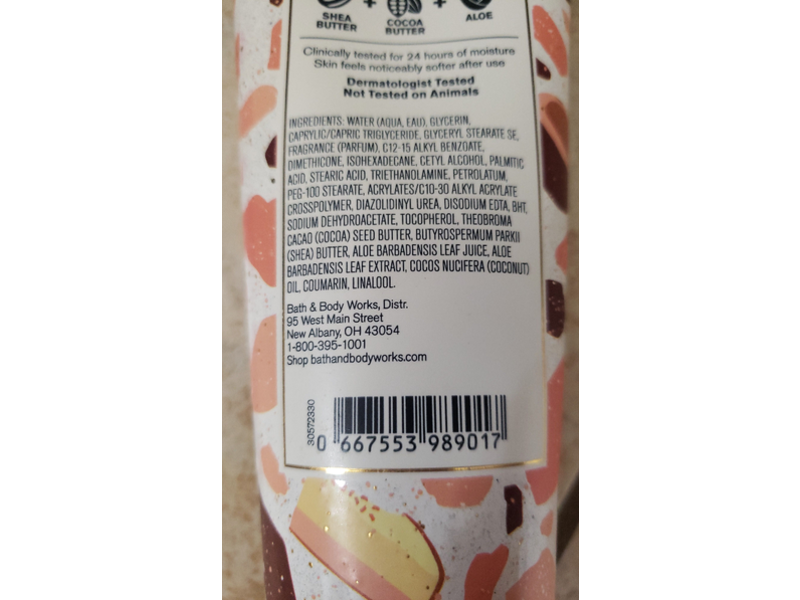 SHEA
BUTTER
+
COCOA
BUTTER
+
ALOE
Clinically tested for 24 hours of moisture
Skin feels noticeably softer after use
Dermatologist Tested
Not Tested on Animals
INGREDIENTS: WATER (AQUA, EAU), GLYCERIN,
CAPRYLIC/CAPRIC TRIGLYCERIDE, GLYCERYL STEARATE SE,
FRAGRANCE (PARFUM), C12-15 ALKYL BENZOATE,
DIMETHICONE, ISOHEXADECANE, CETYL ALCOHOL, PALMITIC
ACID, STEARIC ACID, TRIETHANOLAMINE, PETROLATUM,
PEG-100 STEARATE, ACRYLATES/C10-30 ALKYL ACRYLATE
CROSSPOLYMER, DIAZOLIDINYL UREA, DISODIUM EDTA, BHT,
SODIUM DEHYDROACETATE, TOCOPHEROL, THEOBROMA
CACAO (COCOA) SEED BUTTER, BUTYROSPERMUM PARKII
(SHEA) BUTTER, ALOE BARBADENSIS LEAF JUICE, ALOE
BARBADENSIS LEAF EXTRACT, COCOS NUCIFERA (COCONUT)
OIL, COUMARIN, LINALOOL.
Bath & Body Works, Distr.
95 West Main Street
New Albany, OH 43054
1-800-395-1001
Shop bathandbodyworks.com
30572330
0 667553 989017